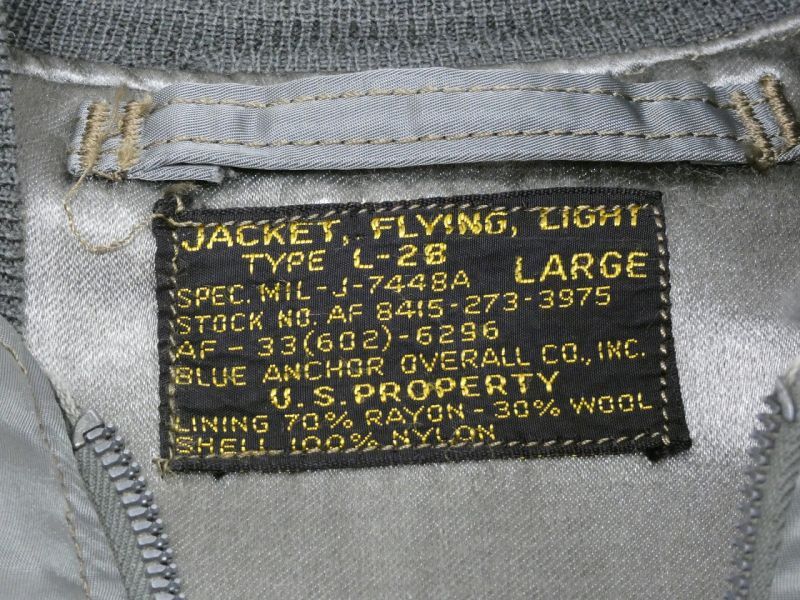 JACKET, FLYING, LIGHT
TYPE L-2B LARGE
SPEC. MIL-J-7448A
STOCK NO. AF 8415-273-3975
AF-33(602)-6296
BLUE ANCHOR OVERALL CO., INC.
U.S. PROPERTY
LINING 70% RAYON-30% WOOL
SHELL 100% NYLON